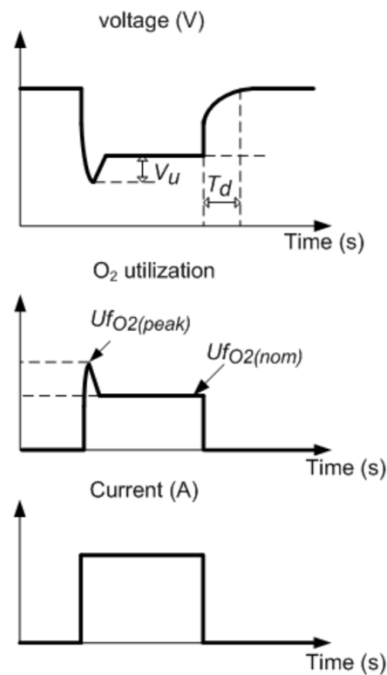 voltage (V)
Vu
Td
Time (s)
O2 utilization
UfO2(peak)
UfO2(nom)
Time (s)
Current (A)
Time (s)